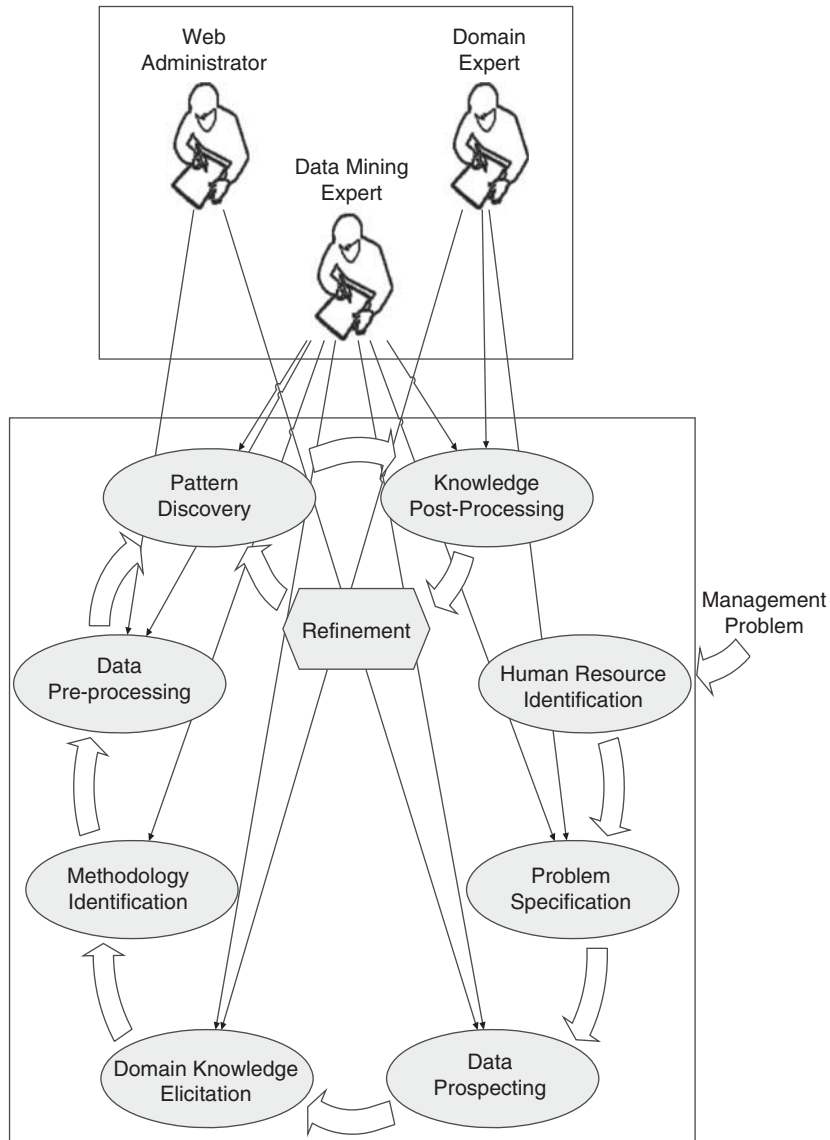 Web
Administrator
Domain
Expert
Data Mining
Expert
Pattern
Discovery
Knowledge
Post-Processing
Refinement
Management
Problem
Data
Pre-processing
Human Resource
Identification
Methodology
Identification
Problem
Specification
Domain Knowledge
Elicitation
Data
Prospecting